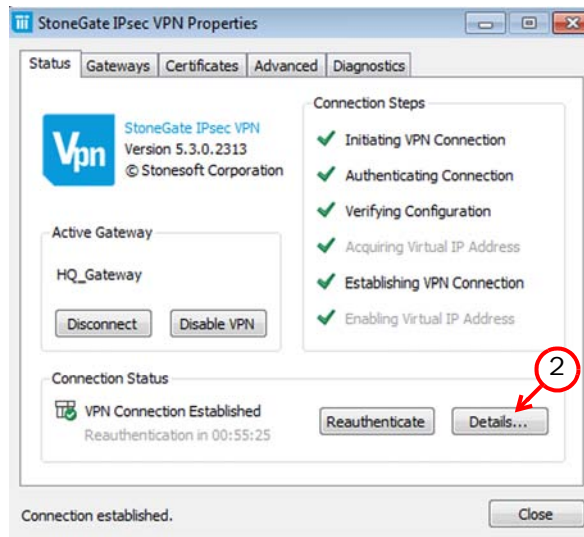 StoneGate IPsec VPN Properties
Status Gateways Certificates Advanced Diagnostics
Vpn
StoneGate IPsec VPN
Version 5.3.0.2313
© Stonesoft Corporation
Active Gateway
HQ_Gateway
Disconnect Disable VPN
Connection Steps
Initiating VPN Connection
Authenticating Connection
Verifying Configuration
Acquiring Virtual IP Address
Establishing VPN Connection
Enabling Virtual IP Address
2
Connection Status
VPN Connection Established
Reauthentication in 00:55:25
Reauthenticate Details...
Connection established. Close